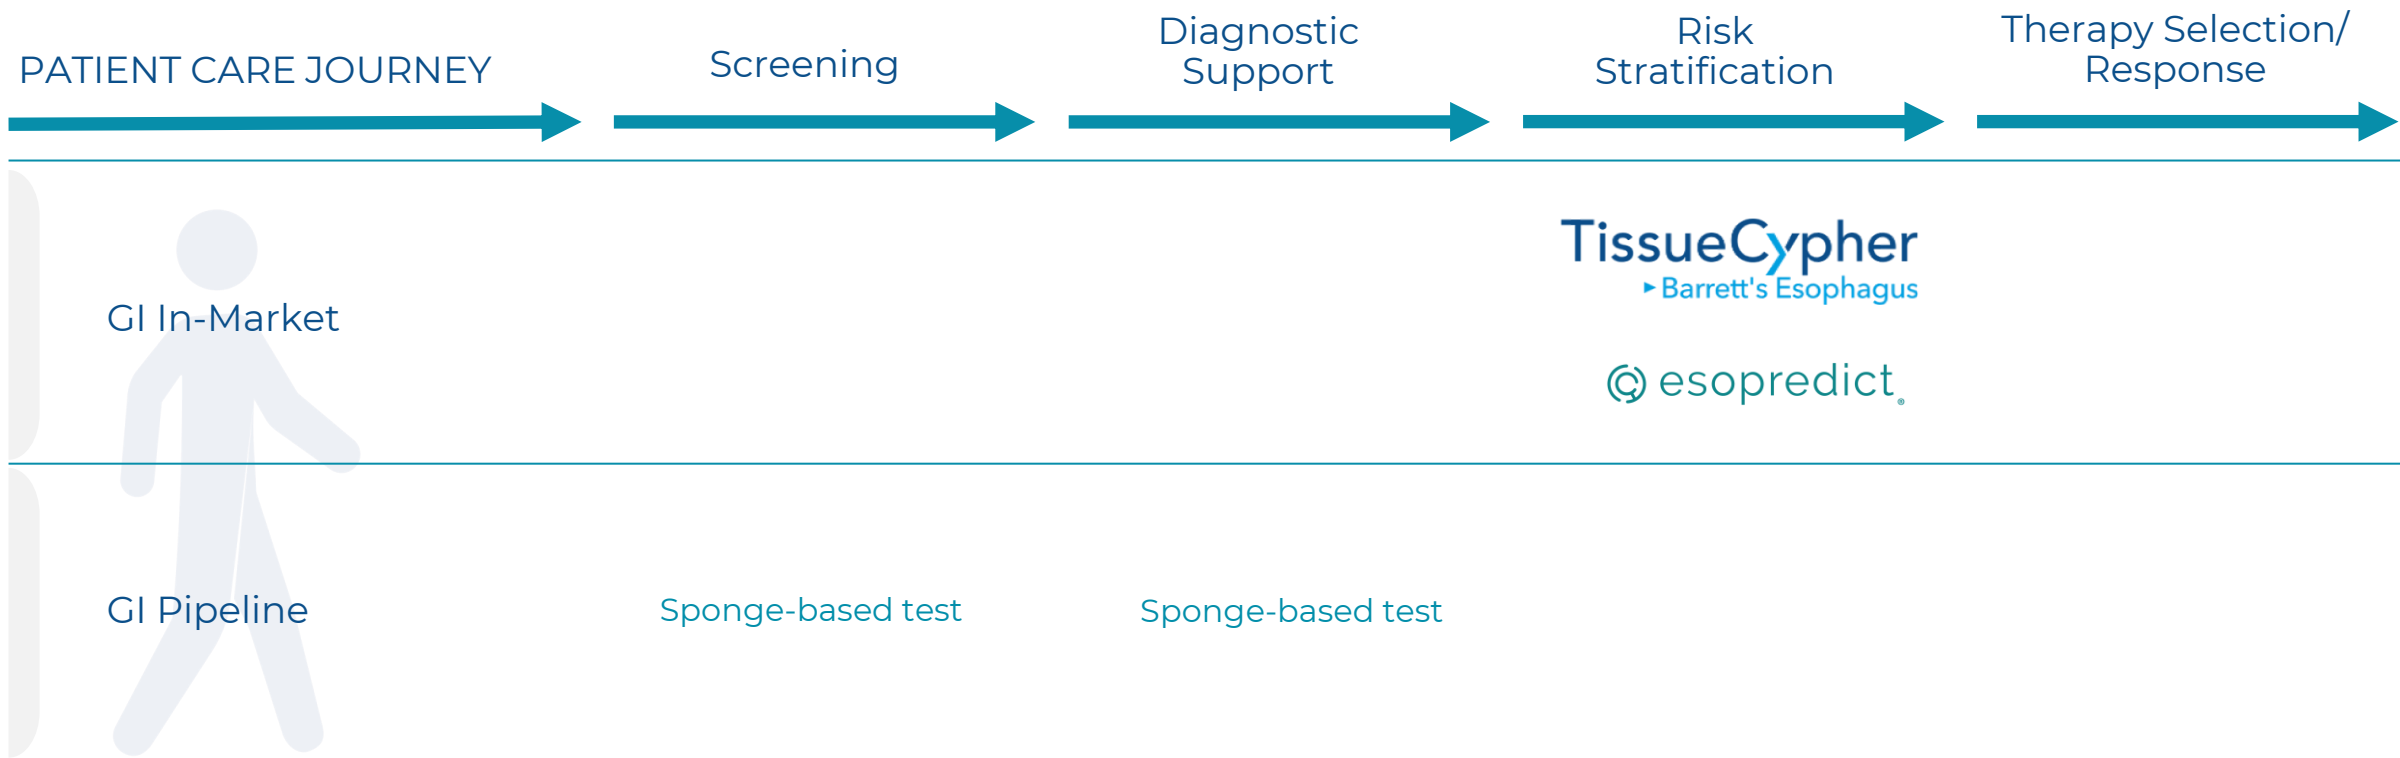 PATIENT CARE JOURNEY
Screening
Diagnostic
Support
Risk
Stratification
Therapy Selection/
Response
GI In-Market
TissueCypher
Barrett's Esophagus
esopredict®
GI Pipeline
Sponge-based test
Sponge-based test